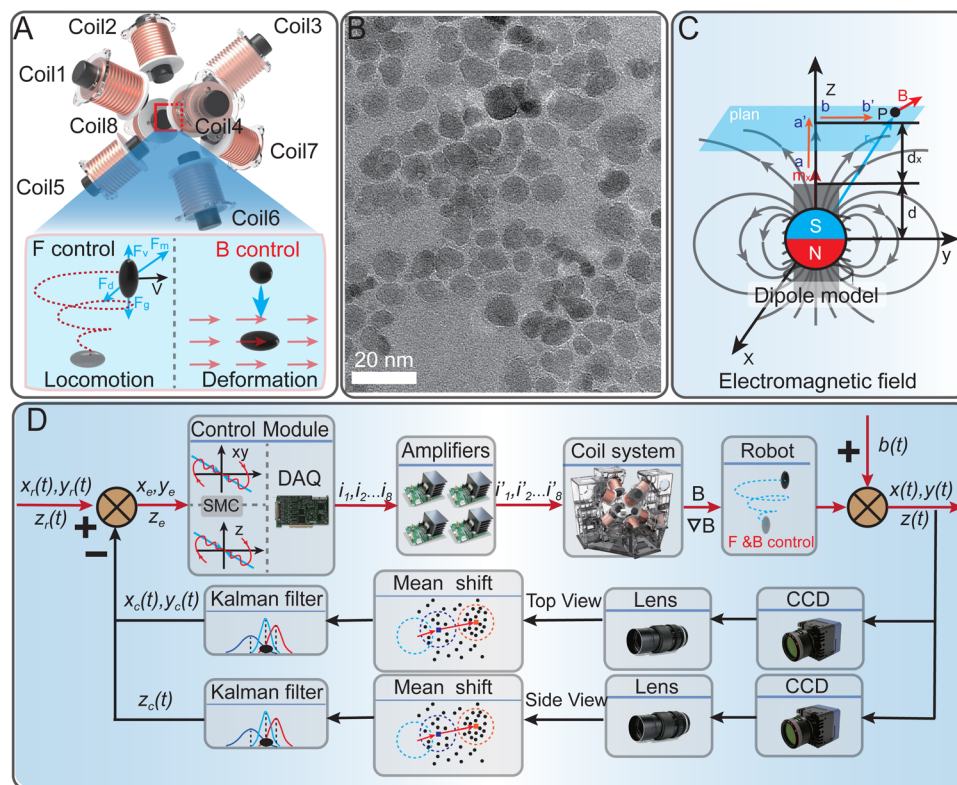 A
Coil2
Coil3
Coil1
Coil8
Coil4
Coil7
Coil5
Coil6
F control
Fv
Fm
Fd
V
Fg
Locomotion
B control
Deformation
B
20 nm
C
Z
B
b
b'
P
plan
a'
r
dx
a
mx
d
S
N
y
Dipole model
X
Electromagnetic field
D
Control Module
xy
DAQ
SMC
z
Amplifiers
Coil system
Robot
F &B control
+
b(t)
xr(t),yr(t)
zr(t)
+
−
xe,ye
ze
i1,i2...i8
i'1,i'2...i'8
B
∇B
x(t),y(t)
z(t)
xc(t),yc(t)
Kalman filter
Mean shift
Top View
Lens
CCD
zc(t)
Kalman filter
Mean shift
Side View
Lens
CCD